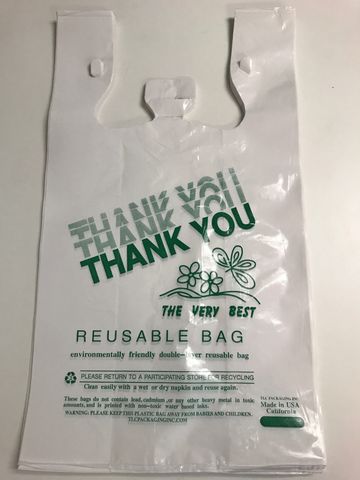 THANK YOU
THANK YOU
THANK YOU
THE VERY BEST
REUSABLE BAG
environmentally friendly double-layer reusable bag
PLEASE RETURN TO A PARTICIPATING STORE FOR RECYCLING
Clean easily with a wet or dry napkin and reuse again.
These bags do not contain lead, cadmium ,or any other heavy metal in toxic
amounts, and is printed with non-toxic water based inks.
WARNING: PLEASE KEEP THIS PLASTIC BAG AWAY FROM BABIES AND CHILDREN.
TLCPACKAGINGINC.COM
TLC PACKAGING INC
Made in USA
California